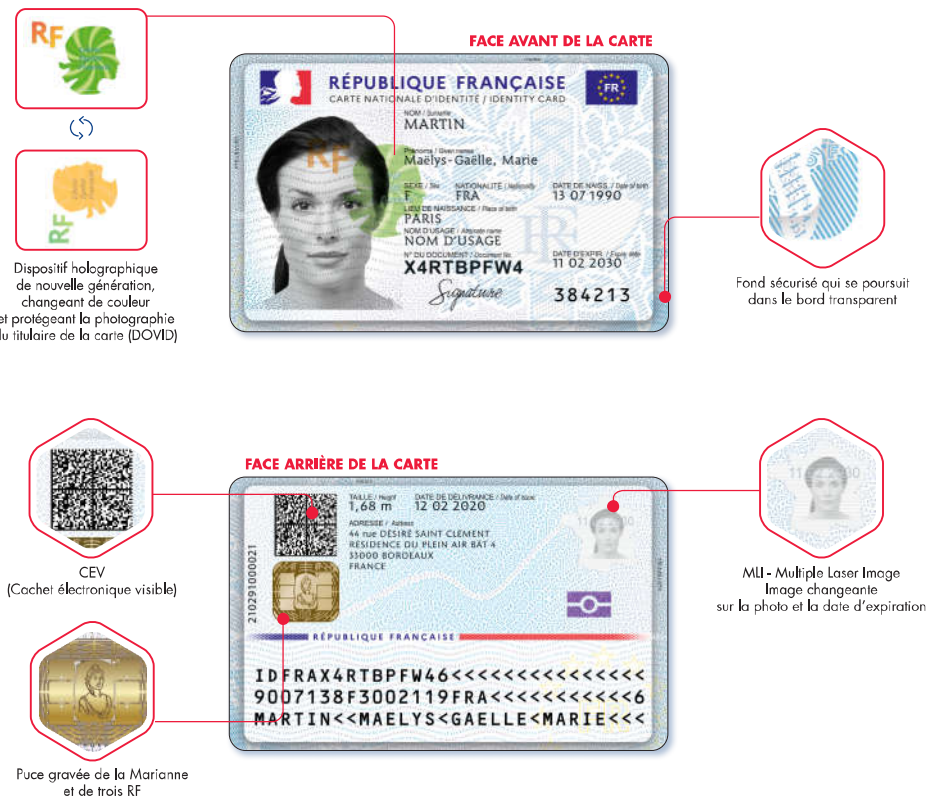 FACE AVANT DE LA CARTE
RF
RÉPUBLIQUE FRANÇAISE
FR
CARTE NATIONALE D'IDENTITÉ / IDENTITY CARD
NOM / Surname
MARTIN
Prénoms / Given names
Maëlys-Gaëlle, Marie
SEXE / Sex NATIONALITÉ / Nationality DATE DE NAISS. / Date of birth
F FRA 13 07 1990
LIEU DE NAISSANCE / Place of birth
PARIS
NOM D'USAGE / Alternate name
NOM D'USAGE
N° DU DOCUMENT / Document No. DATE D'EXPIR. / Expiry date
X4RTBPFW4 11 02 2030
Signature 384213
RF
RF
RF
Dispositif holographique
de nouvelle génération,
changeant de couleur
et protégeant la photographie
du titulaire de la carte (DOVID)
Fond sécurisé qui se poursuit
dans le bord transparent
FACE ARRIÈRE DE LA CARTE
TAILLE / Height DATE DE DÉLIVRANCE / Date of issue
1,68 m 12 02 2020
ADRESSE / Address
44 rue DÉSIRÉ SAINT CLÉMENT
RÉSIDENCE DU PLEIN AIR BÂT 4
33000 BORDEAUX
FRANCE
210291000021
RÉPUBLIQUE FRANÇAISE
IDFRAX4RTBPFW46<<<<<<<<<<<<<<<
9007138F3002119FRA<<<<<<<<<<<6
MARTIN<<MAELYS<GAELLE<MARIE<<<
CEV
(Cachet électronique visible)
MLI - Multiple Laser Image
Image changeante
sur la photo et la date d'expiration
Puce gravée de la Marianne
et de trois RF